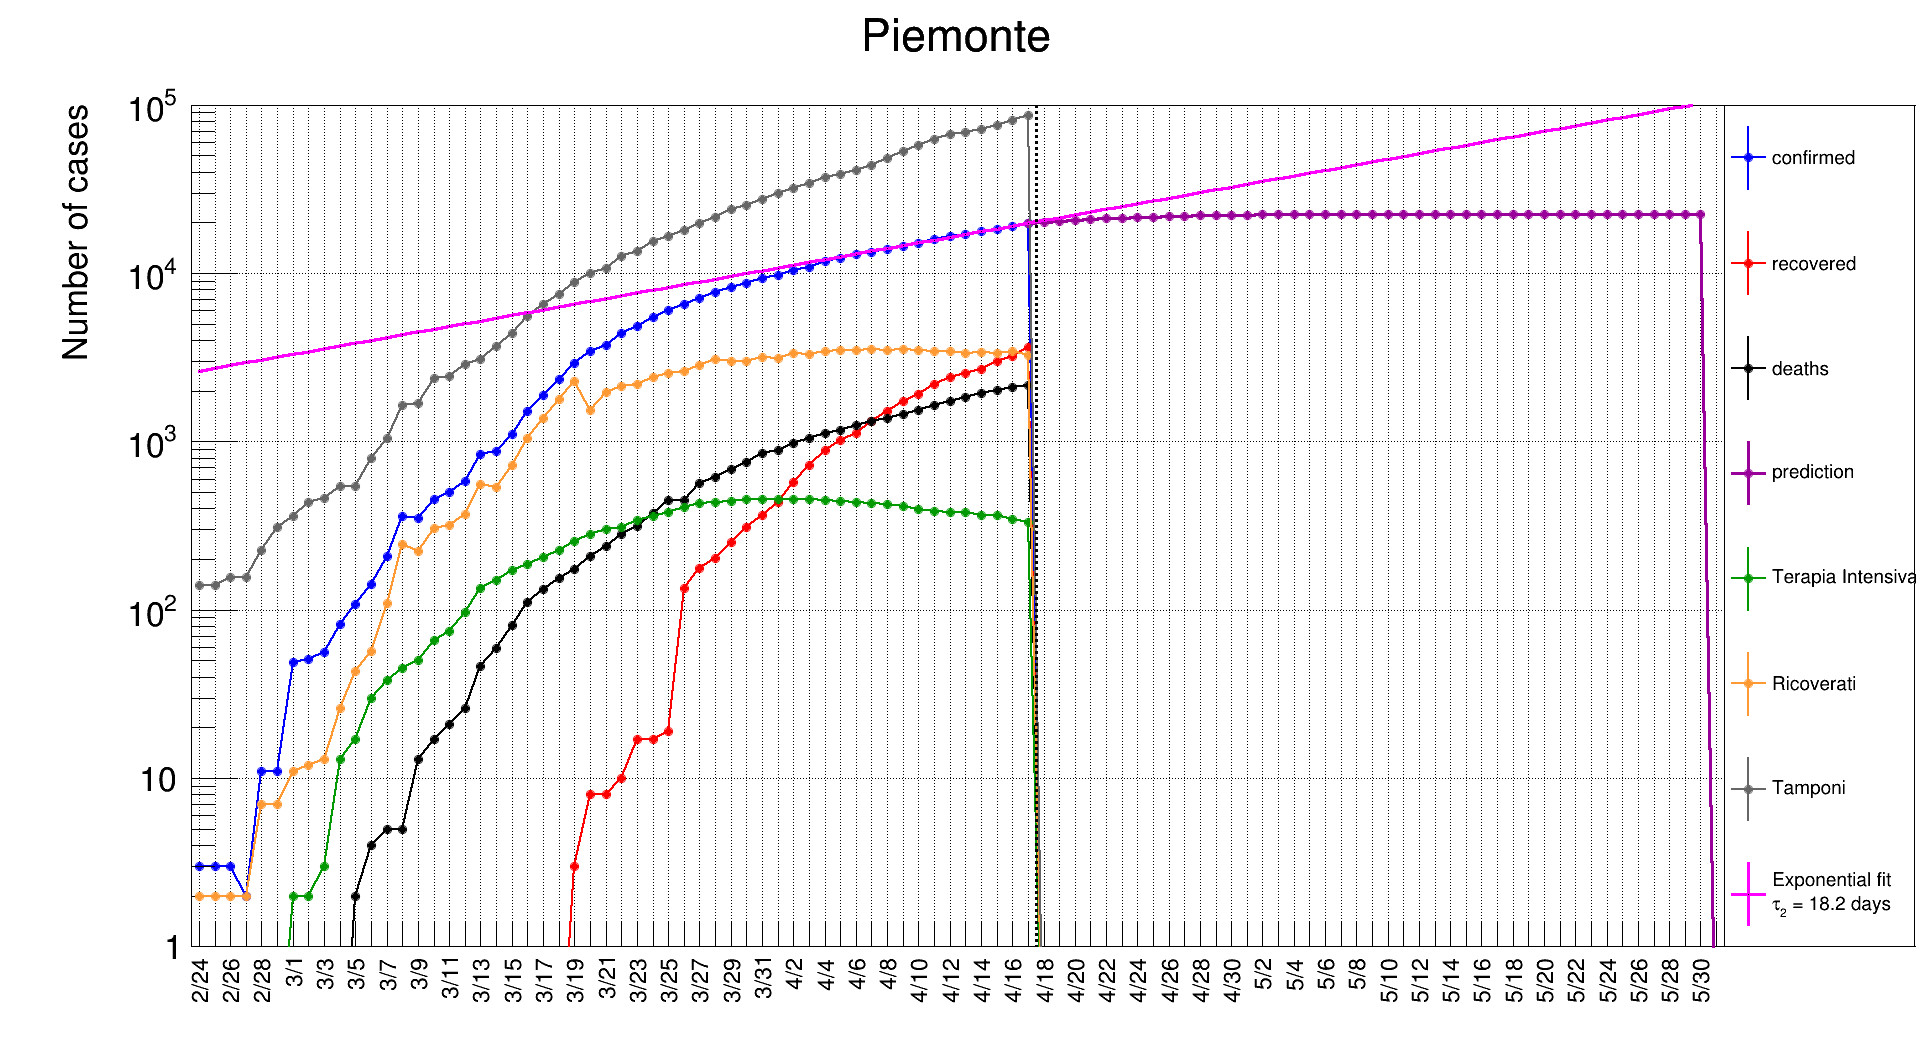 Piemonte
Number of cases
10^5
10^4
10^3
10^2
10
1
2/24 2/26 2/28 3/1 3/3 3/5 3/7 3/9 3/11 3/13 3/15 3/17 3/19 3/21 3/23 3/25 3/27 3/29 3/31 4/2 4/4 4/6 4/8 4/10 4/12 4/14 4/16 4/18 4/20 4/22 4/24 4/26 4/28 4/30 5/2 5/4 5/6 5/8 5/10 5/12 5/14 5/16 5/18 5/20 5/22 5/24 5/26 5/28 5/30
confirmed
recovered
deaths
prediction
Terapia Intensiva
Ricoverati
Tamponi
Exponential fit
τ₂ = 18.2 days